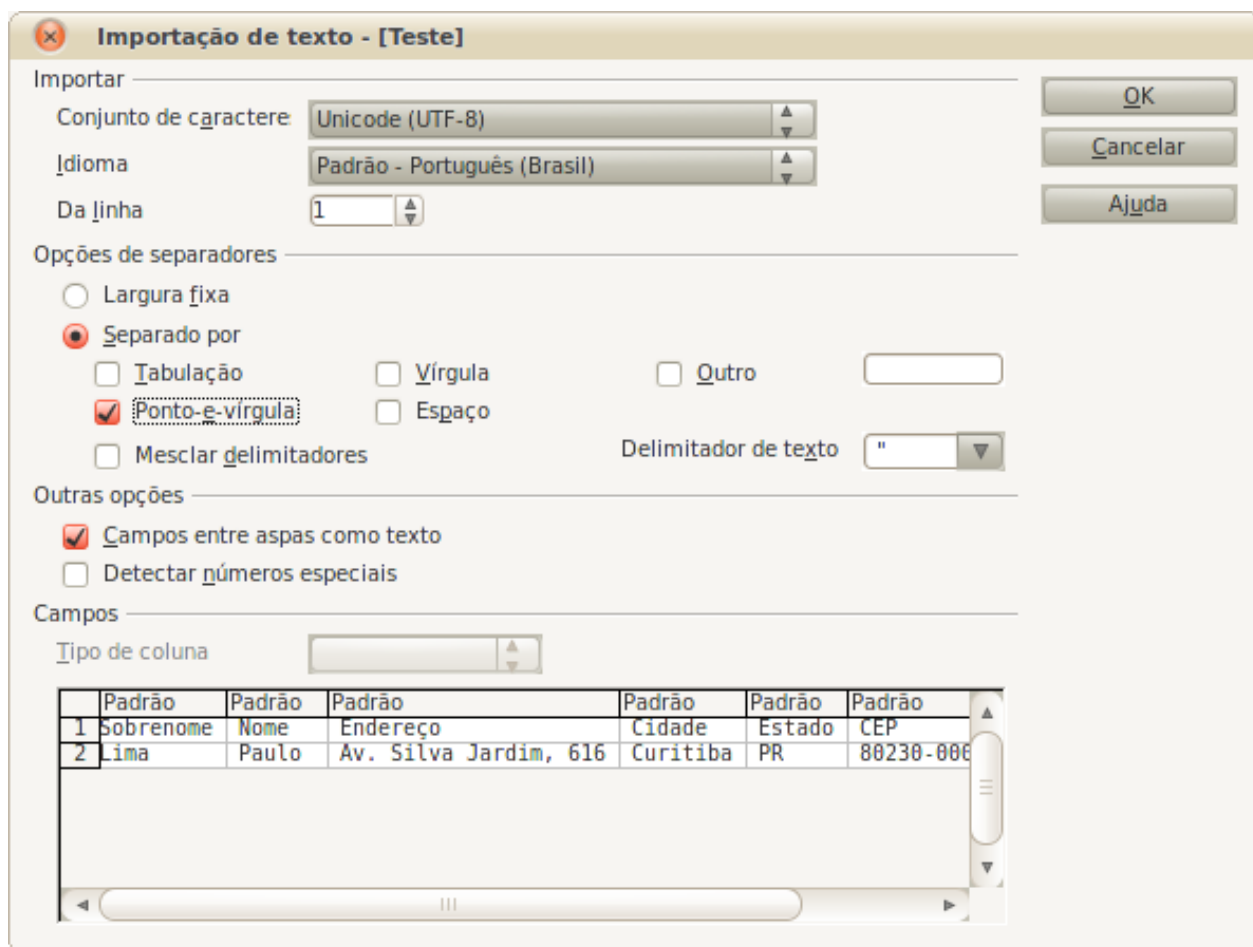 Importação de texto - [Teste]
Importar
OK
Conjunto de caractere
Unicode (UTF-8)
Cancelar
Idioma
Padrão - Português (Brasil)
Da linha
1
Ajuda
Opções de separadores
Largura fixa
Separado por
Tabulação
Vírgula
Outro
Ponto-e-vírgula
Espaço
Mesclar delimitadores
Delimitador de texto
"
Outras opções
Campos entre aspas como texto
Detectar números especiais
Campos
Tipo de coluna
Padrão Padrão Padrão Padrão Padrão Padrão
1 Sobrenome Nome Endereço Cidade Estado CEP
2 Lima Paulo Av. Silva Jardim, 616 Curitiba PR 80230-000